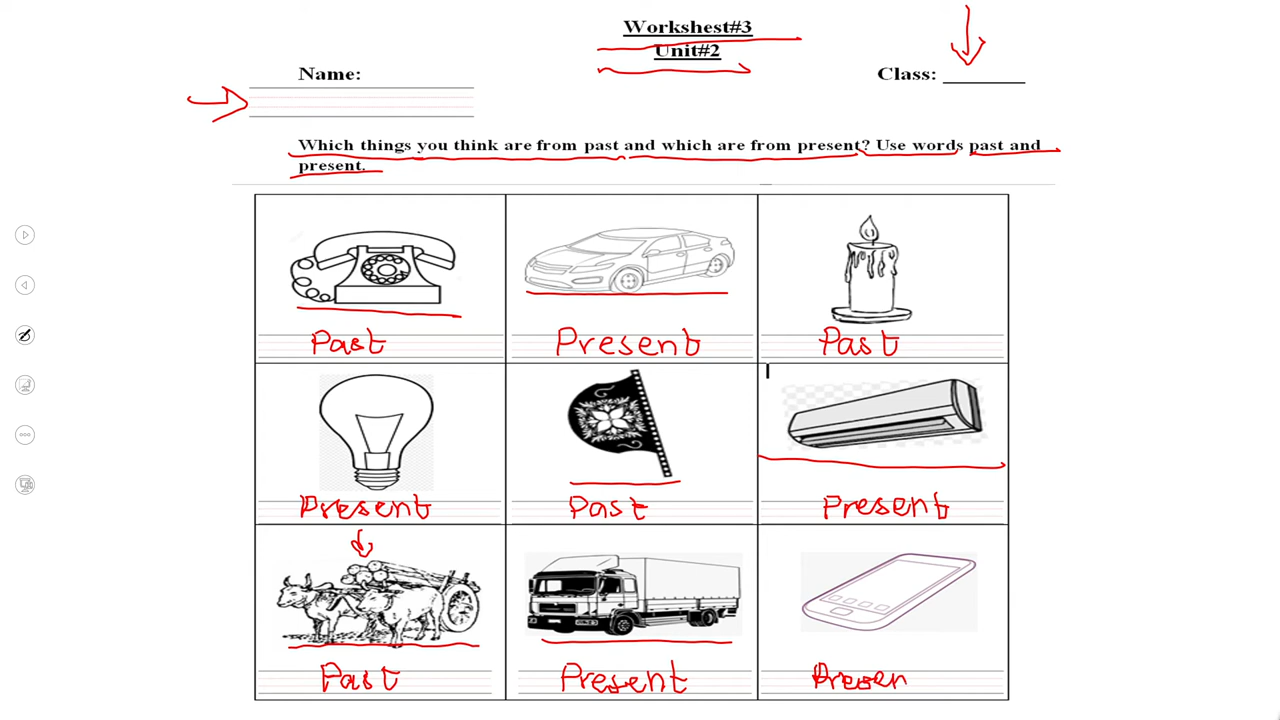 Workshest#3
Unit#2
Name:
Class:
Which things you think are from past and which are from present? Use words past and
present.
Past
Present
Past
Present
Past
Present
Past
Present
Presen